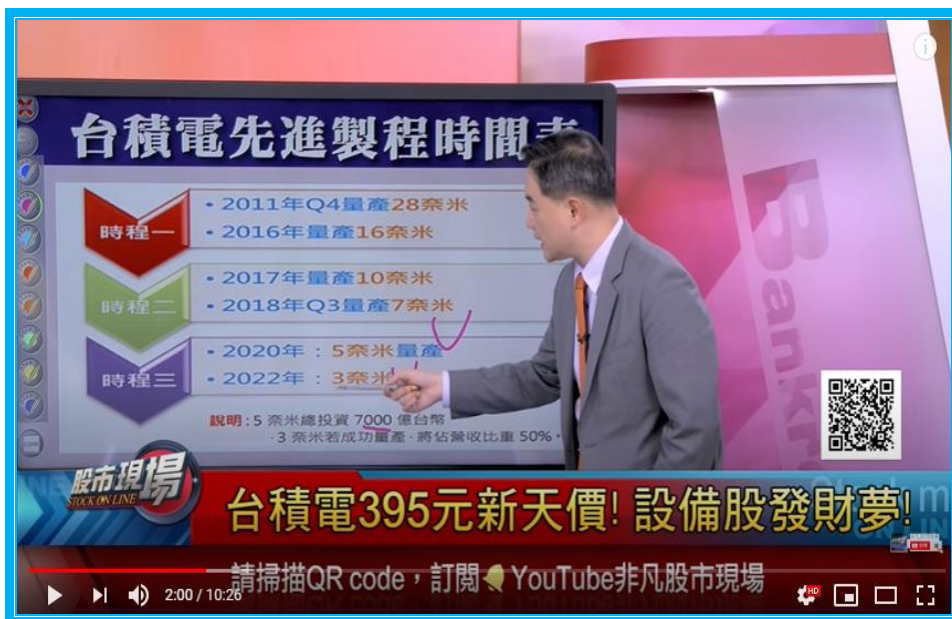 台積電先進製程時間表
時程一
• 2011年Q4量產28奈米
• 2016年量產16奈米
時程二
• 2017年量產10奈米
• 2018年Q3量產7奈米
時程三
• 2020年：5奈米量產
• 2022年：3奈米
說明:5 奈米總投資 7000 億台幣
·3 奈米若成功量產·將佔營收比重 50%·
Bank
股市現場
STOCK ON LINE
台積電395元新天價! 設備股發財夢!
請掃描QR code，訂閱 YouTube非凡股市現場
2:00 / 10:26
HD